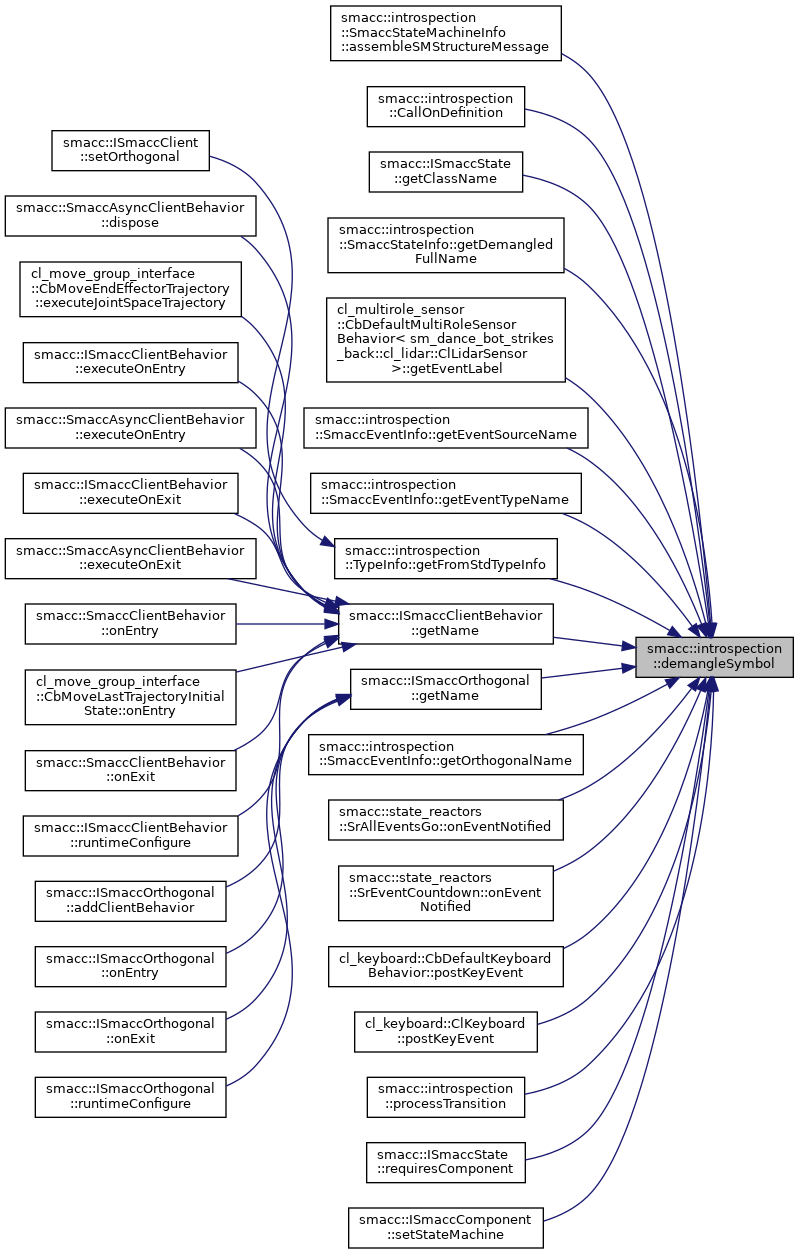 smacc::introspection
::SmaccStateMachineInfo
::assembleSMStructureMessage
smacc::introspection
::CallOnDefinition
smacc::ISmaccState
::getClassName
smacc::introspection
::SmaccStateInfo::getDemangled
FullName
cl_multirole_sensor
::CbDefaultMultiRoleSensor
Behavior< sm_dance_bot_strikes
_back::cl_lidar::ClLidarSensor
>::getEventLabel
smacc::introspection
::SmaccEventInfo::getEventSourceName
smacc::introspection
::SmaccEventInfo::getEventTypeName
smacc::introspection
::TypeInfo::getFromStdTypeInfo
smacc::ISmaccClientBehavior
::getName
smacc::ISmaccOrthogonal
::getName
smacc::introspection
::SmaccEventInfo::getOrthogonalName
smacc::state_reactors
::SrAllEventsGo::onEventNotified
smacc::state_reactors
::SrEventCountdown::onEvent
Notified
cl_keyboard::CbDefaultKeyboard
Behavior::postKeyEvent
cl_keyboard::ClKeyboard
::postKeyEvent
smacc::introspection
::processTransition
smacc::ISmaccState
::requiresComponent
smacc::ISmaccComponent
::setStateMachine
smacc::ISmaccClient
::setOrthogonal
smacc::SmaccAsyncClientBehavior
::dispose
cl_move_group_interface
::CbMoveEndEffectorTrajectory
::executeJointSpaceTrajectory
smacc::ISmaccClientBehavior
::executeOnEntry
smacc::SmaccAsyncClientBehavior
::executeOnEntry
smacc::ISmaccClientBehavior
::executeOnExit
smacc::SmaccAsyncClientBehavior
::executeOnExit
smacc::SmaccClientBehavior
::onEntry
cl_move_group_interface
::CbMoveLastTrajectoryInitial
State::onEntry
smacc::SmaccClientBehavior
::onExit
smacc::ISmaccClientBehavior
::runtimeConfigure
smacc::ISmaccOrthogonal
::addClientBehavior
smacc::ISmaccOrthogonal
::onEntry
smacc::ISmaccOrthogonal
::onExit
smacc::ISmaccOrthogonal
::runtimeConfigure
smacc::introspection
::demangleSymbol